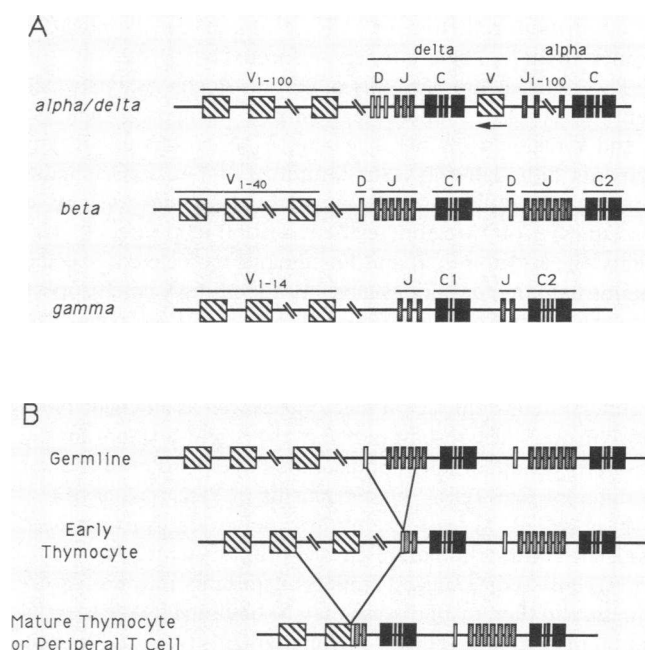 A
delta alpha
V1-100 D J C V J1-100 C
alpha/delta
V1-40 D J C1 D J C2
beta
V1-14 J C1 J C2
gamma
B
Germline
Early
Thymocyte
Mature Thymocyte
or Periperal T Cell